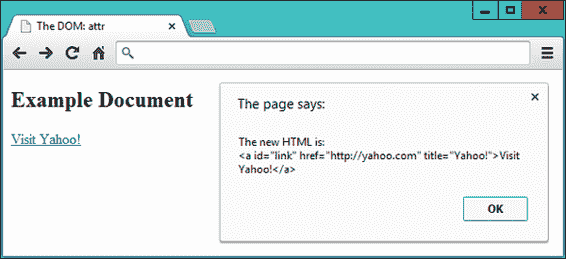 The DOM: attr
Example Document
Visit Yahoo!
The page says:
The new HTML is:
<a id="link" href="http://yahoo.com" title="Yahoo!">Visit
Yahoo!</a>
OK